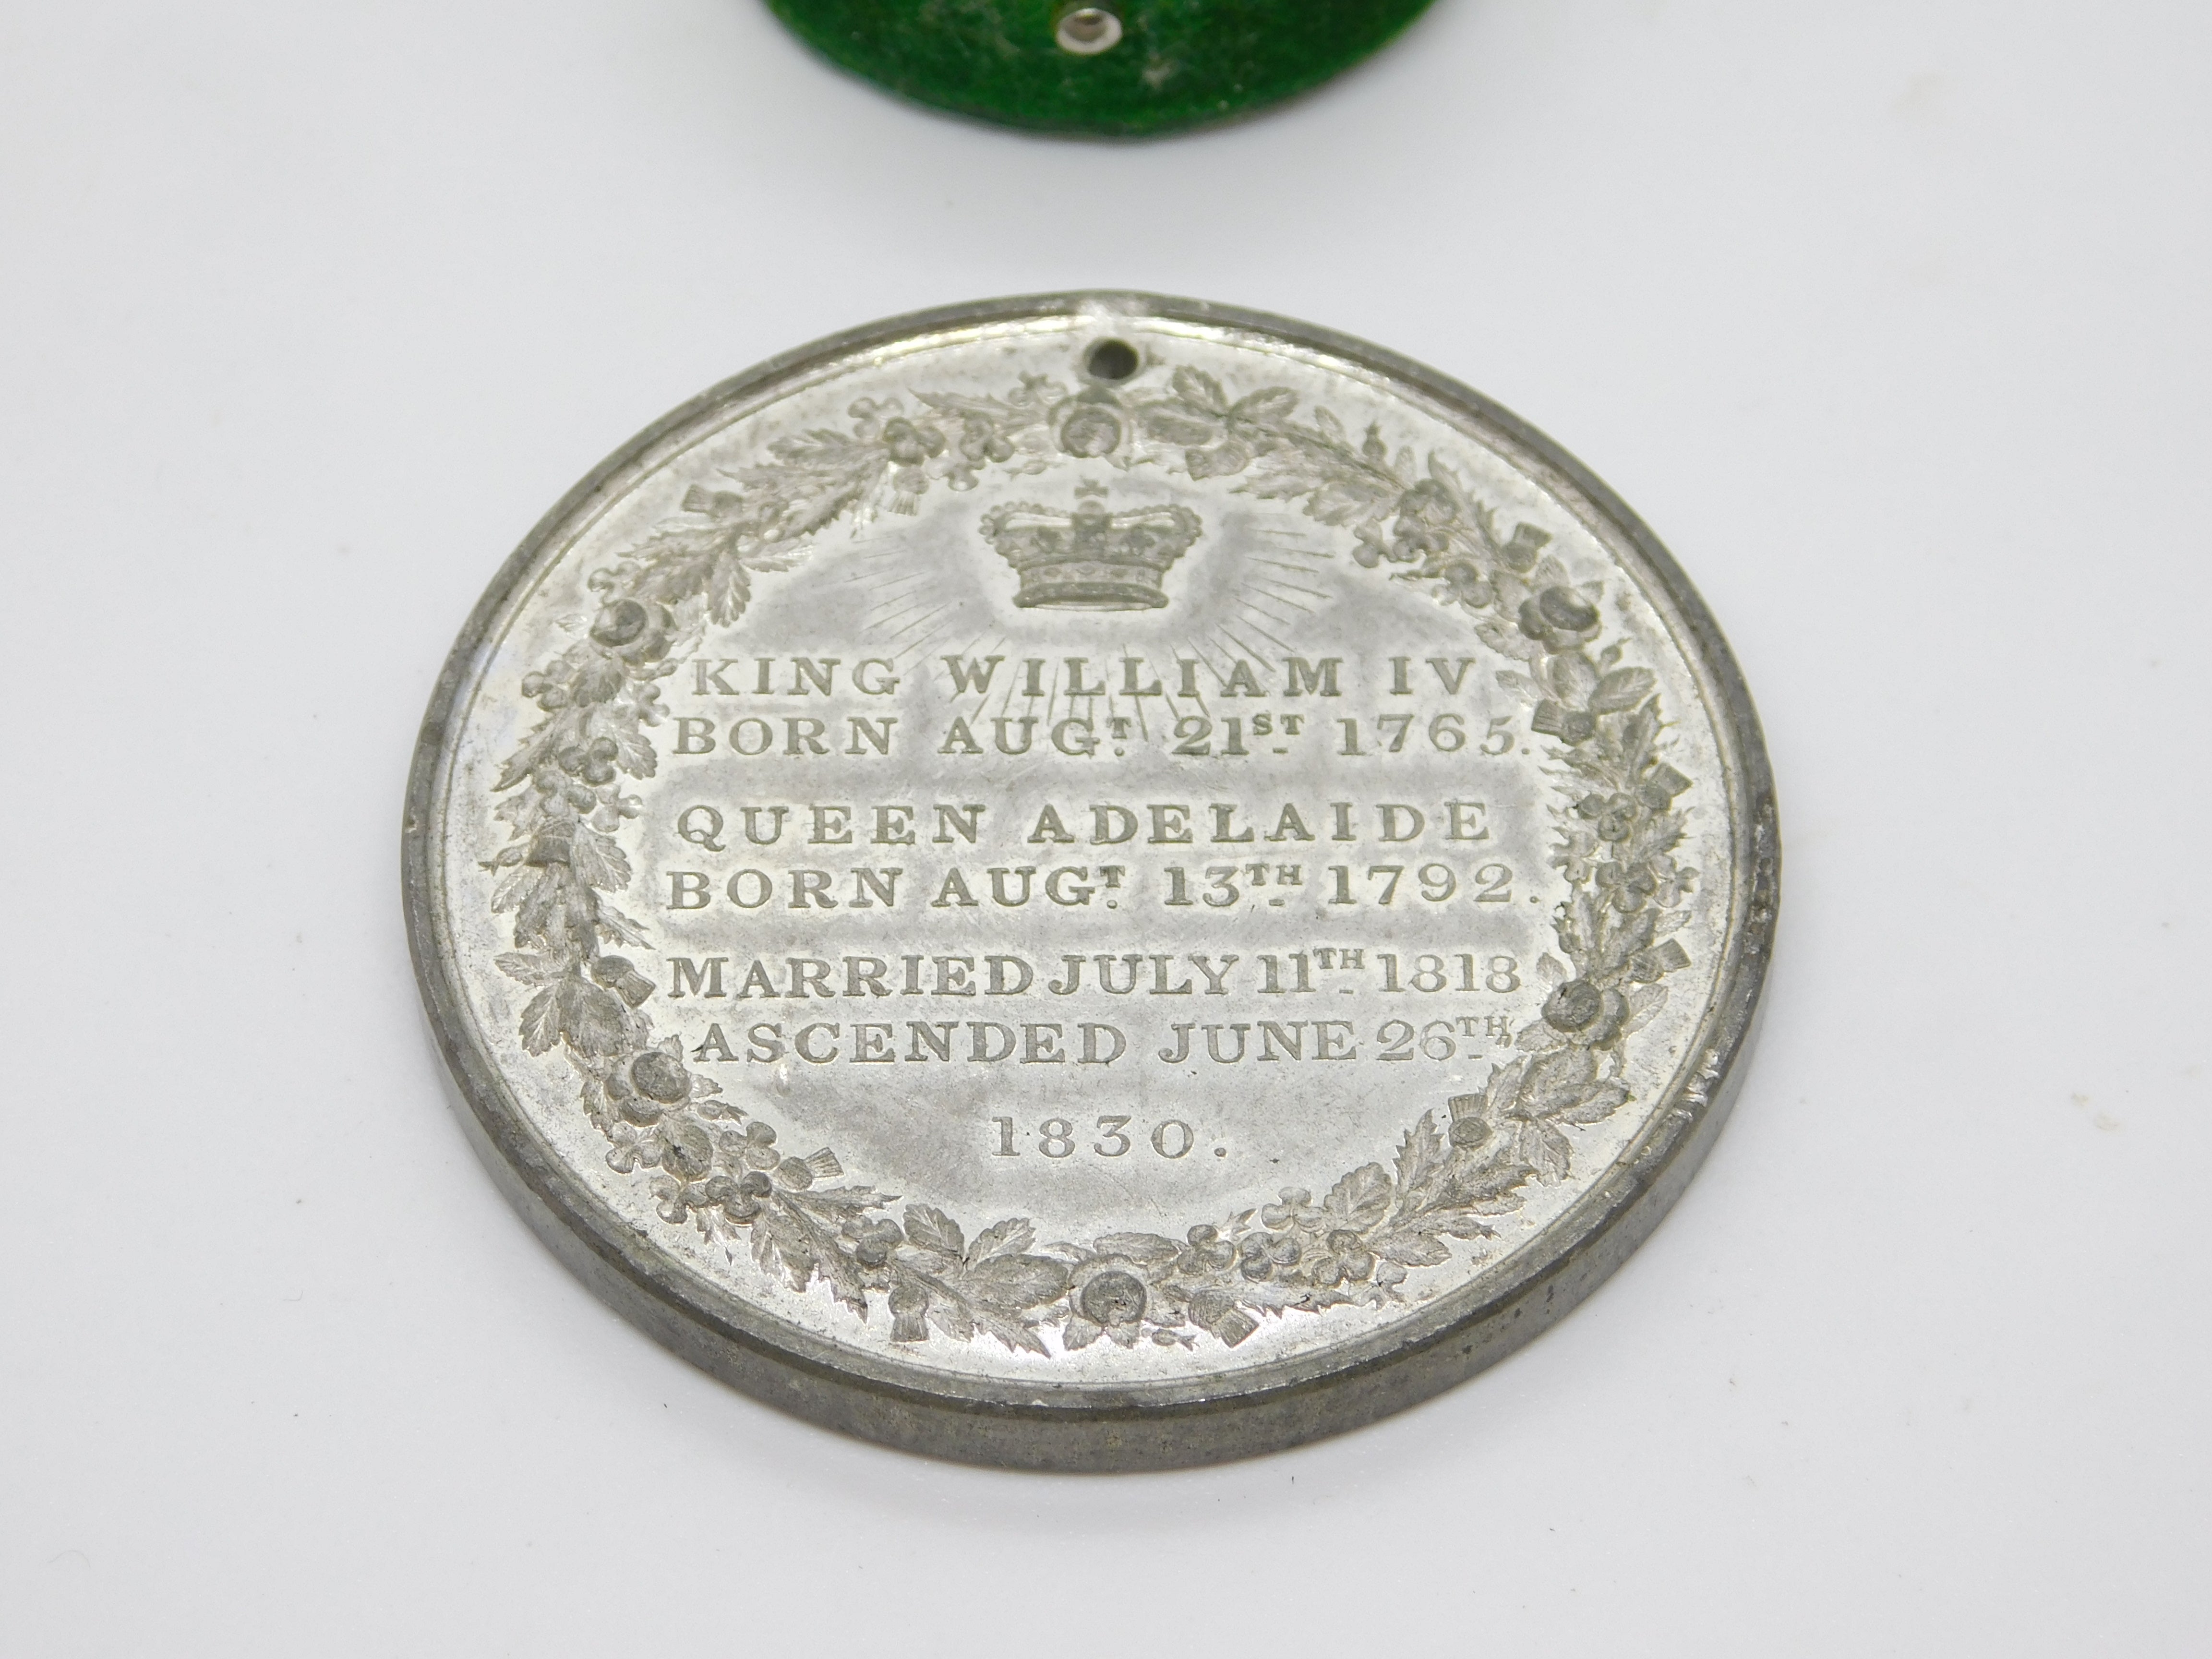 KING WILLIAM IV
BORN AUGT. 21ST. 1765.
QUEEN ADELAIDE
BORN AUGT. 13TH. 1792.
MARRIED JULY 11TH. 1818
ASCENDED JUNE 26TH.
1830.